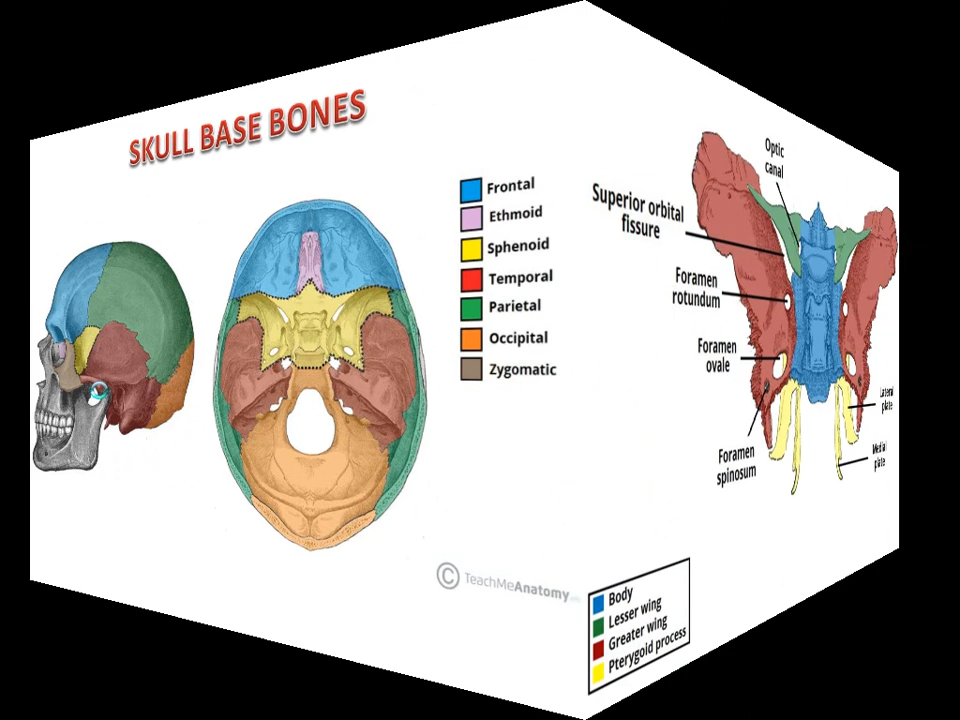 SKULL BASE BONES
Frontal
Ethmoid
Sphenoid
Temporal
Parietal
Occipital
Zygomatic
© TeachMeAnatomy
Optic
canal
Superior orbital
fissure
Foramen
rotundum
Foramen
ovale
Foramen
spinosum
Lateral
plate
Medial
plate
Body
Lesser wing
Greater wing
Pterygoid process